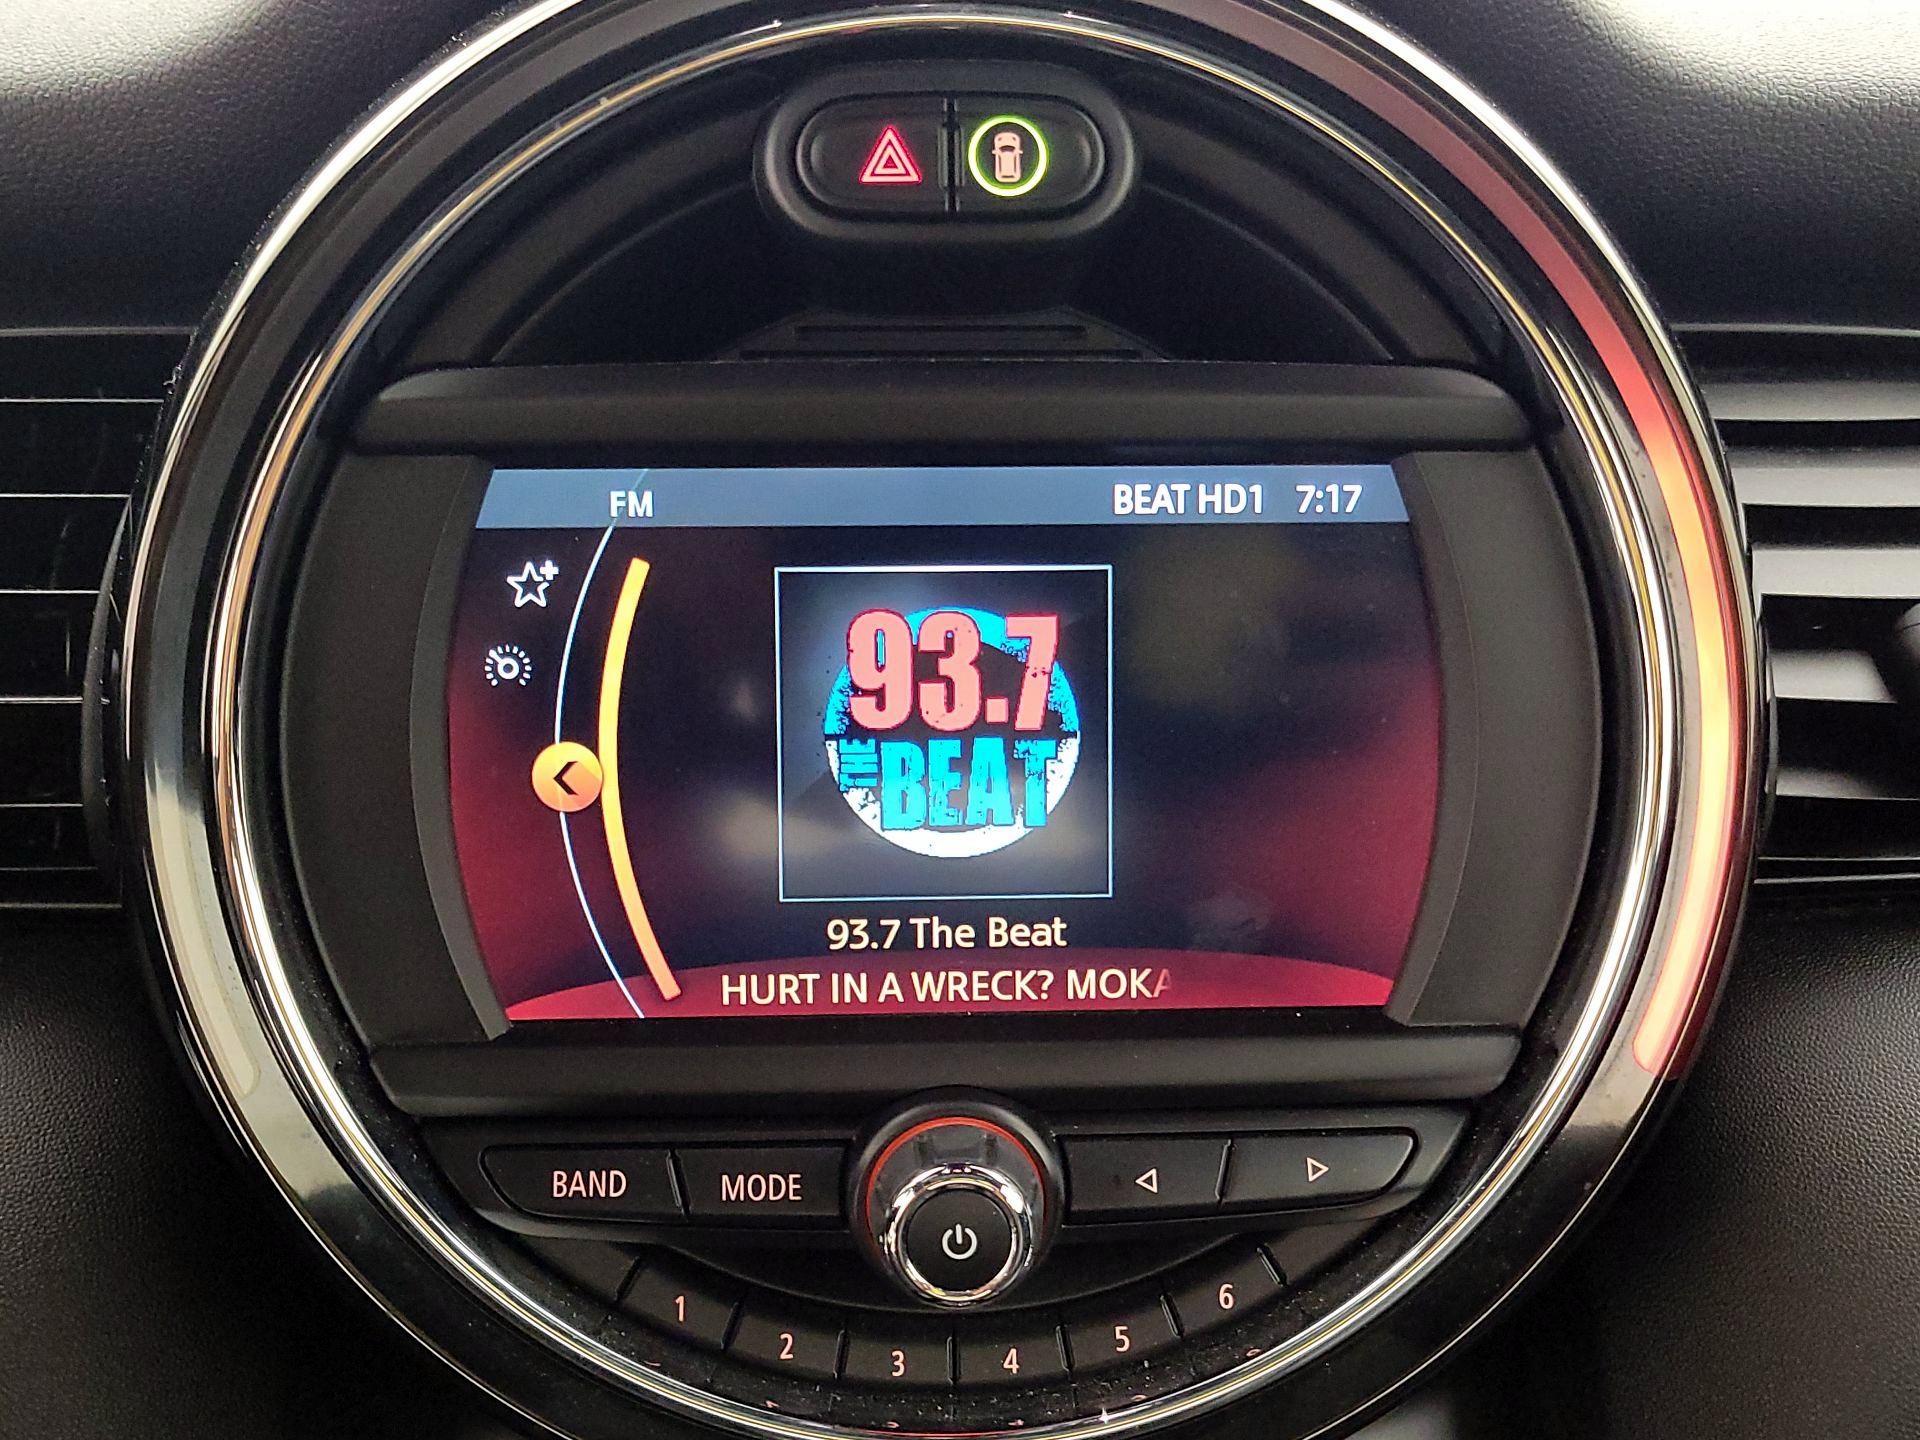 FM BEAT HD1 7:17
93.7
THE BEAT
93.7 The Beat
HURT IN A WRECK? MOKA
BAND MODE
1 2 3 4 5 6